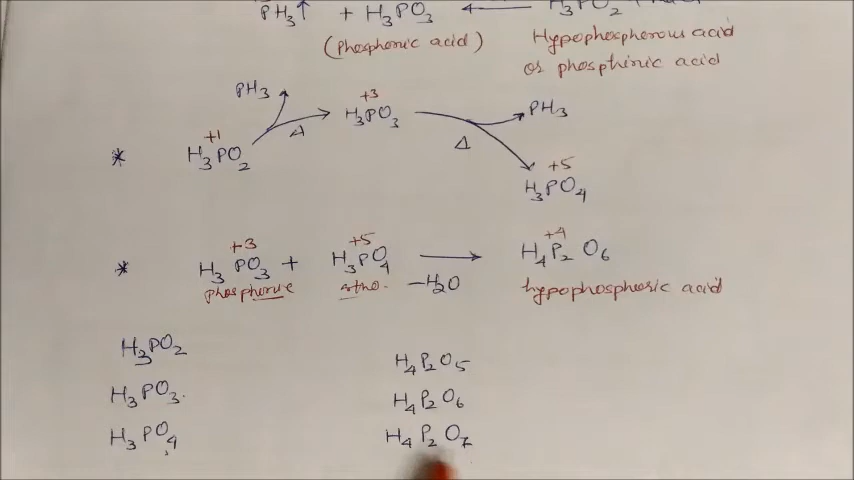 PH₃↑ + H₃PO₃ ← H₃PO₂
(phosphonic acid) Hypophosphorous acid
or phosphinic acid
PH₃ +3
H₃PO₃ PH₃
+1 Δ Δ
* H₃PO₂ +5
H₃PO₄
+3 +5 +4
* H₃PO₃ + H₃PO₄ → H₄P₂O₆
phosphorus ortho. -H₂O hypophosphoric acid
H₃PO₂ H₄P₂O₅
H₃PO₃. H₄P₂O₆
H₃PO₄ H₄P₂O₇